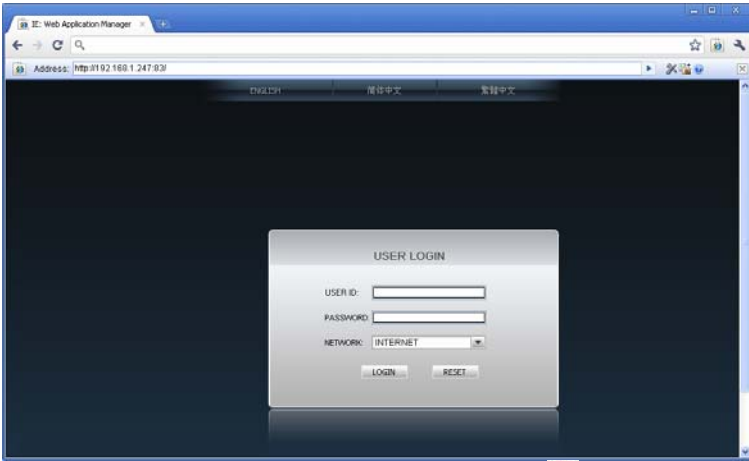 IE: Web Application Manager
Address: http://192.168.1.247:83/
ENGLISH 简体中文 繁體中文
USER LOGIN
USER ID:
PASSWORD:
NETWORK: INTERNET
LOGIN RESET